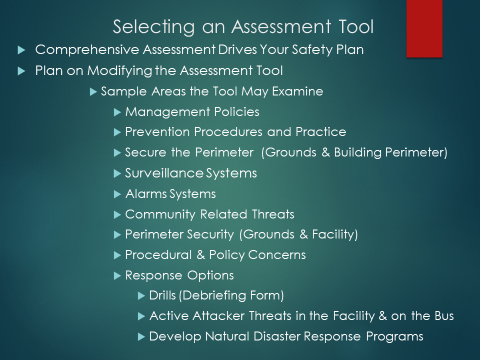 Selecting an Assessment Tool
Comprehensive Assessment Drives Your Safety Plan
Plan on Modifying the Assessment Tool
Sample Areas the Tool May Examine
Management Policies
Prevention Procedures and Practice
Secure the Perimeter (Grounds & Building Perimeter)
Surveillance Systems
Alarms Systems
Community Related Threats
Perimeter Security (Grounds & Facility)
Procedural & Policy Concerns
Response Options
Drills (Debriefing Form)
Active Attacker Threats in the Facility & on the Bus
Develop Natural Disaster Response Programs